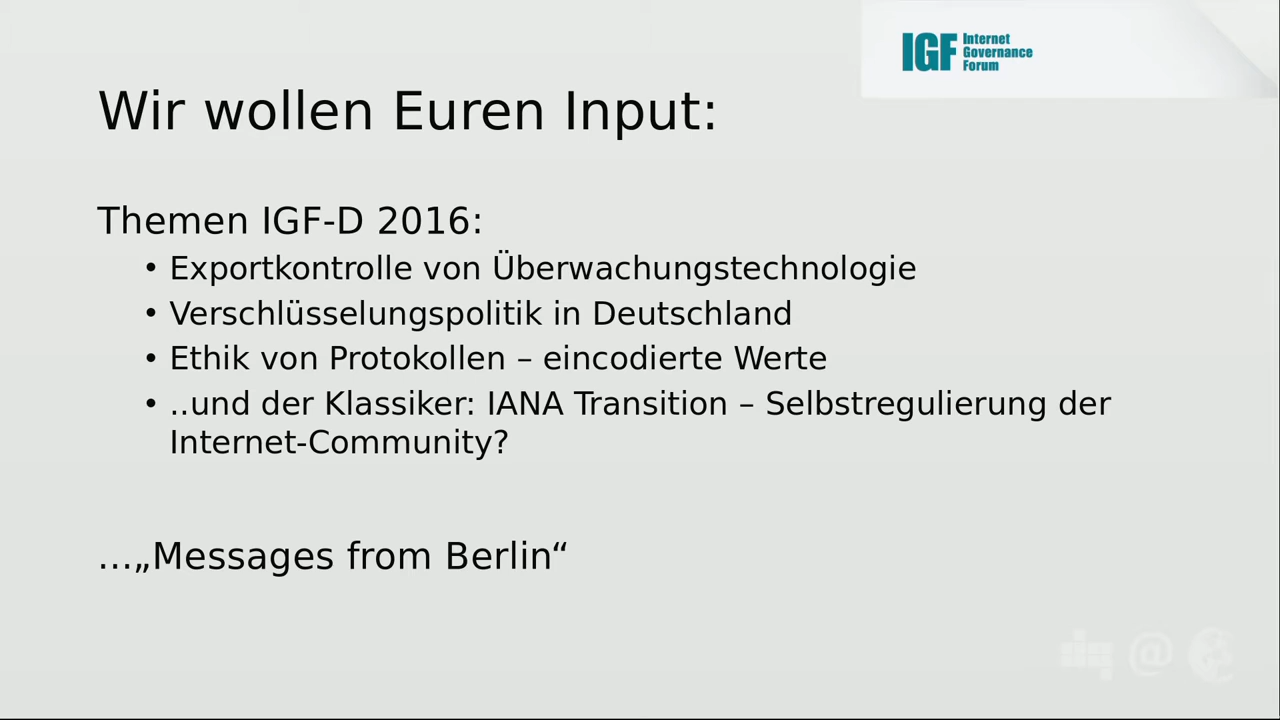 IGF Internet
Governance
Forum
Wir wollen Euren Input:
Themen IGF-D 2016:
• Exportkontrolle von Überwachungstechnologie
• Verschlüsselungspolitik in Deutschland
• Ethik von Protokollen – eincodierte Werte
• ..und der Klassiker: IANA Transition – Selbstregulierung der
Internet-Community?
...„Messages from Berlin“
@